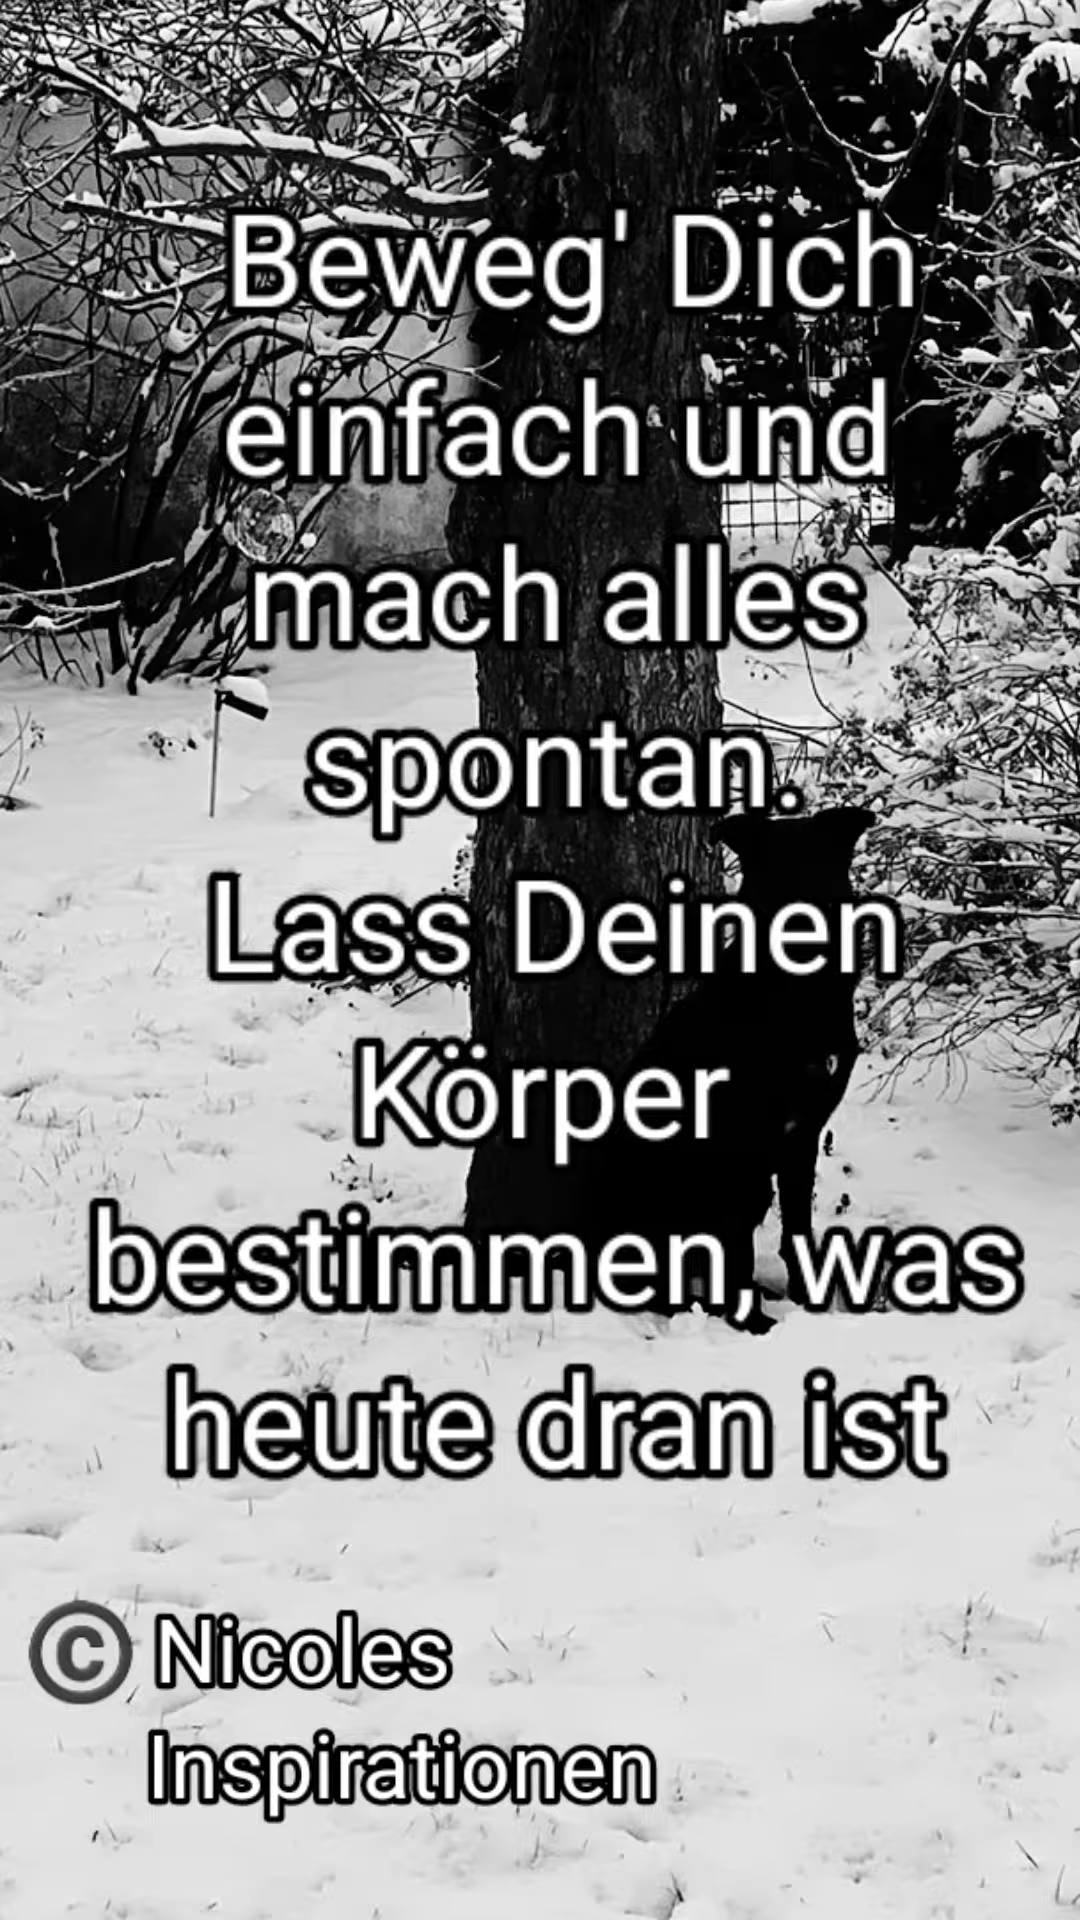 Beweg' Dich
einfach und
mach alles
spontan.
Lass Deinen
Körper
bestimmen, was
heute dran ist
© Nicoles
Inspirationen